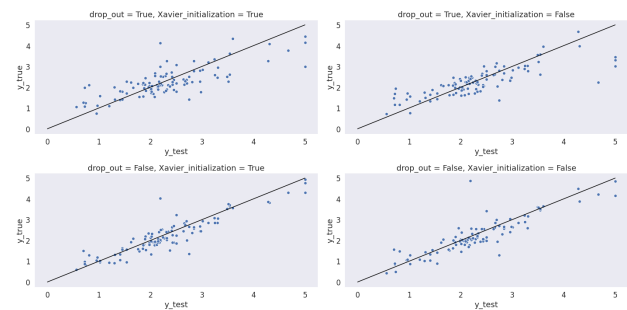 drop_out = True, Xavier_initialization = True
5
4
3
2
1
0
y_true
0 1 2 3 4 5
y_test
drop_out = True, Xavier_initialization = False
5
4
3
2
1
0
y_true
0 1 2 3 4 5
y_test
drop_out = False, Xavier_initialization = True
5
4
3
2
1
0
y_true
0 1 2 3 4 5
y_test
drop_out = False, Xavier_initialization = False
5
4
3
2
1
0
y_true
0 1 2 3 4 5
y_test